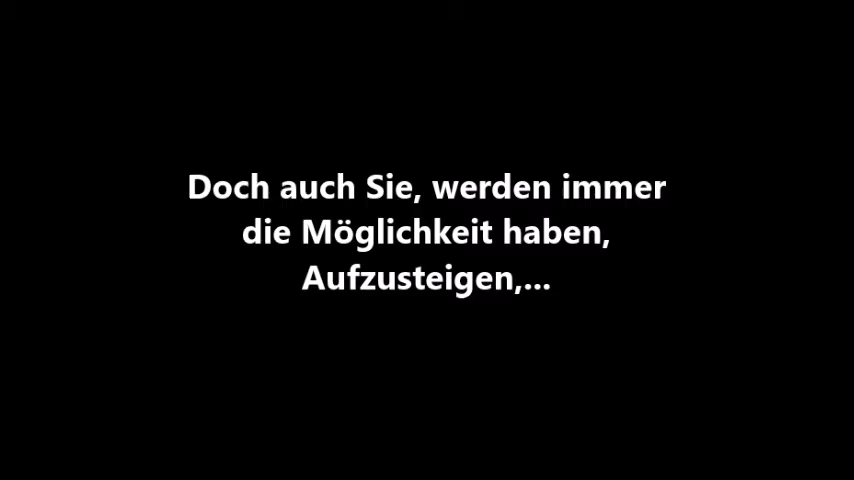 Doch auch Sie, werden immer
die Möglichkeit haben,
Aufzusteigen,...